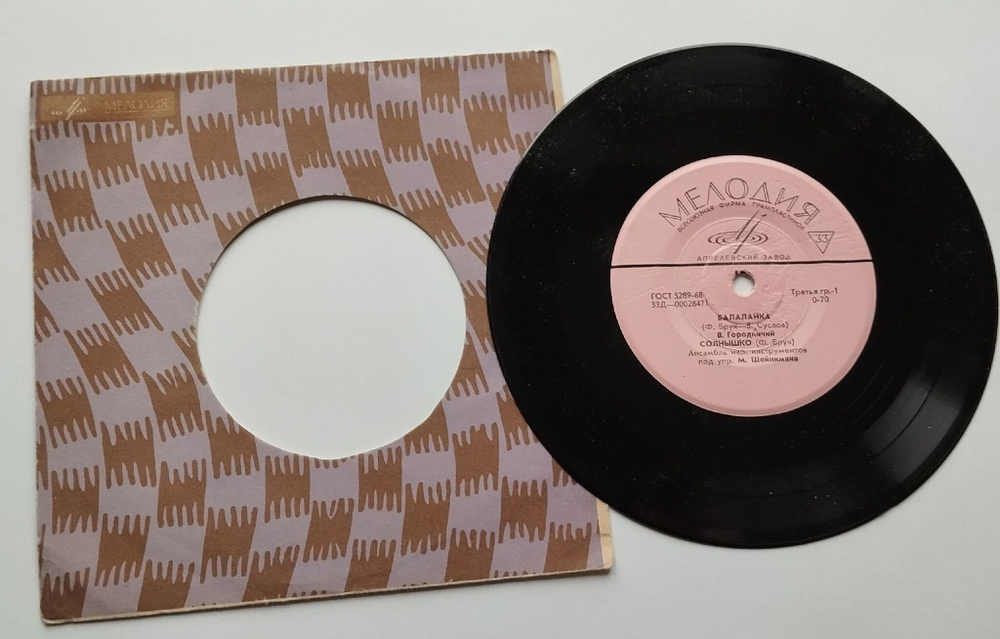 МЕЛОДИЯ
МЕЛОДИЯ
ВСЕСОЮЗНАЯ ФИРМА ГРАМПЛАСТИНОК
33
АПРЕЛЕВСКИЙ ЗАВОД
ГОСТ 5289-68
33Д—00028471
Третья гр.-1
0-70
БАЛАЛАЙКА
(Ф. Брук—В. Суслов)
В. Городничий
СОЛНЫШКО (Ф. Брук)
Ансамбль нар. инструментов
под упр. М. Шейнкмана